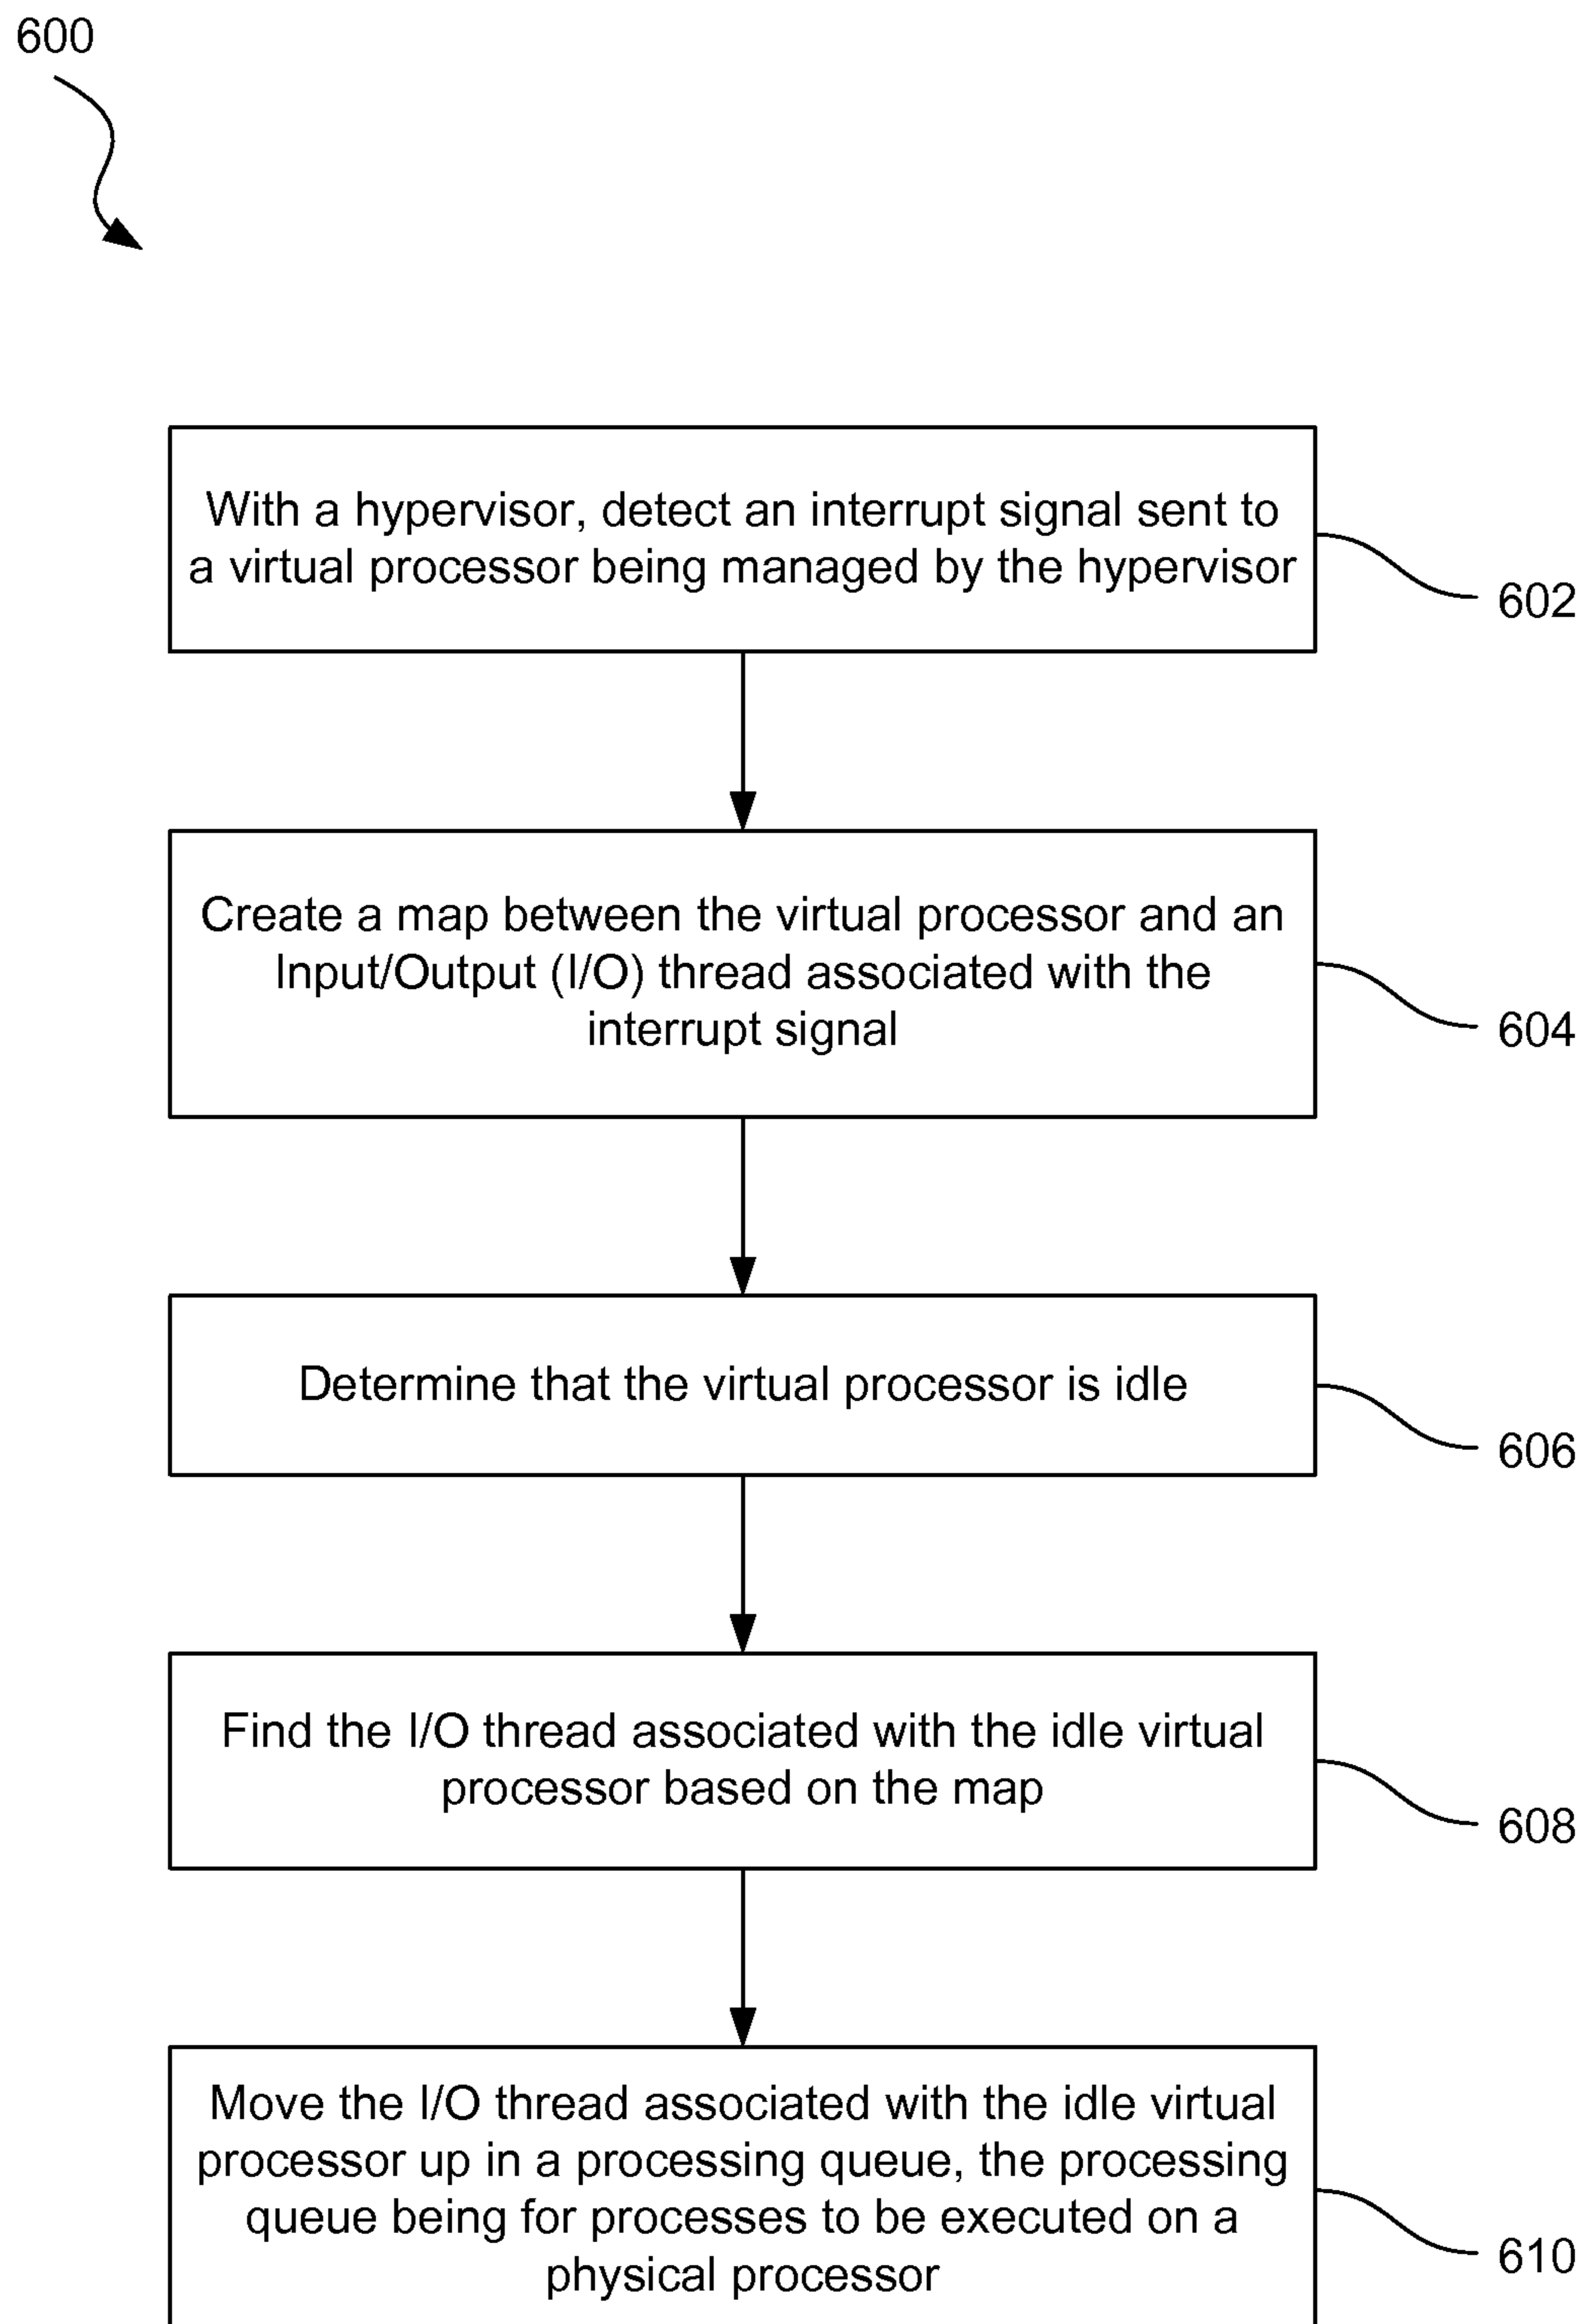 600
With a hypervisor, detect an interrupt signal sent to
a virtual processor being managed by the hypervisor
602
Create a map between the virtual processor and an
Input/Output (I/O) thread associated with the
interrupt signal
604
Determine that the virtual processor is idle
606
Find the I/O thread associated with the idle virtual
processor based on the map
608
Move the I/O thread associated with the idle virtual
processor up in a processing queue, the processing
queue being for processes to be executed on a
physical processor
610